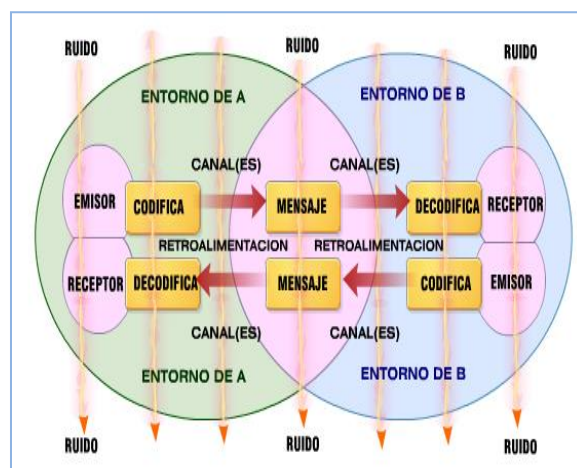 RUIDO RUIDO RUIDO
ENTORNO DE A ENTORNO DE B
CANAL(ES) CANAL(ES)
EMISOR CODIFICA MENSAJE DECODIFICA RECEPTOR
RETROALIMENTACION RETROALIMENTACION
RECEPTOR DECODIFICA MENSAJE CODIFICA EMISOR
CANAL(ES) CANAL(ES)
ENTORNO DE A ENTORNO DE B
RUIDO RUIDO RUIDO